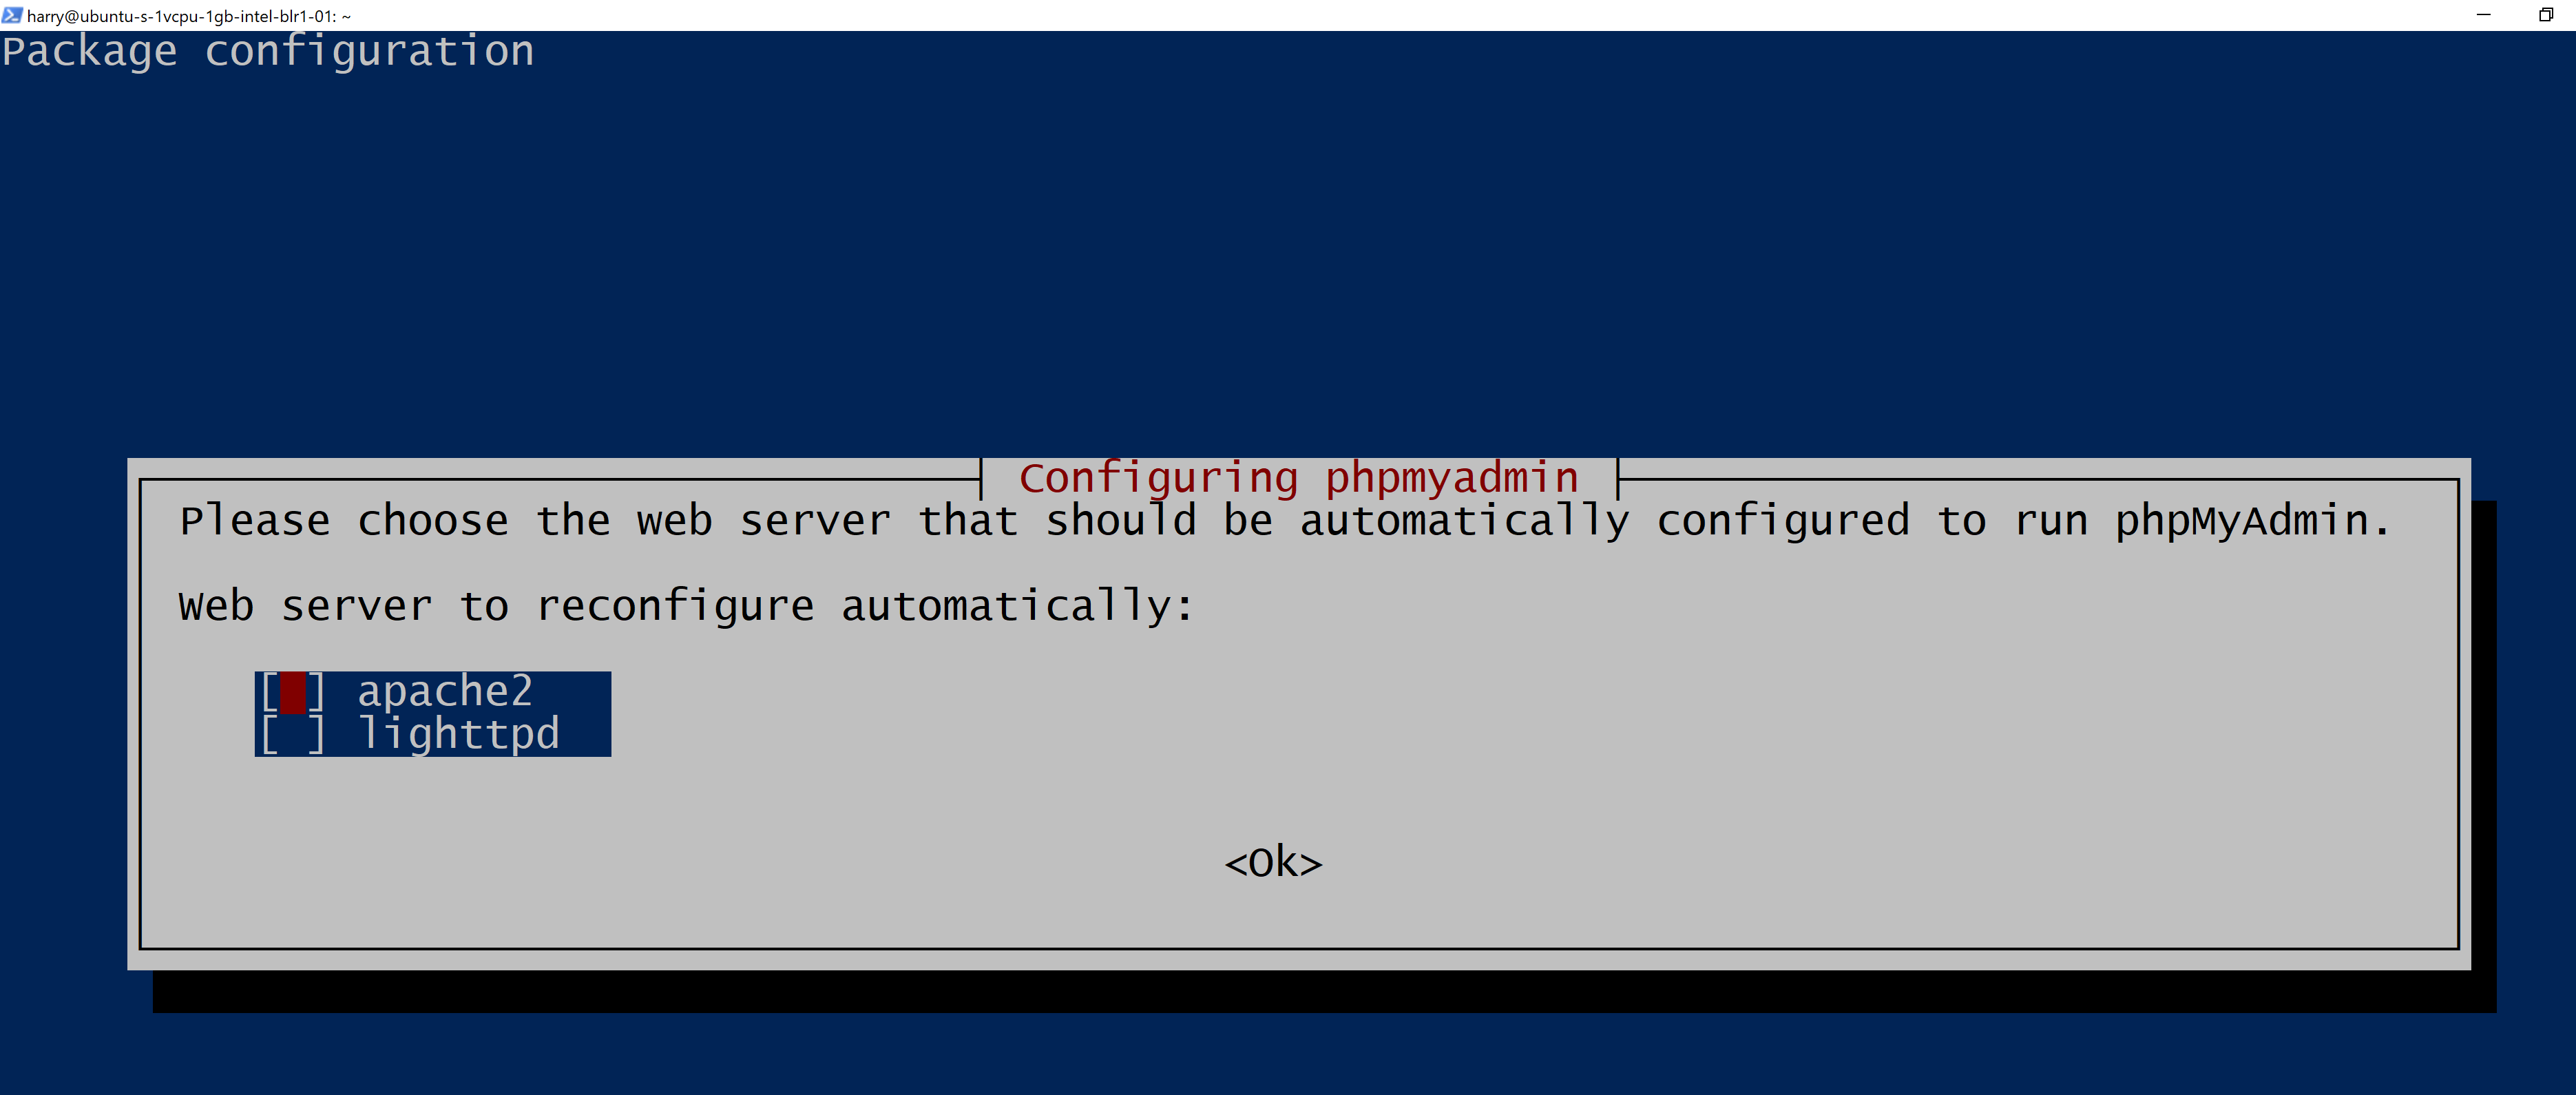 harry@ubuntu-s-1vcpu-1gb-intel-blr1-01: ~
Package configuration
Configuring phpmyadmin
Please choose the web server that should be automatically configured to run phpMyAdmin.
Web server to reconfigure automatically:
[ ] apache2
[ ] lighttpd
<Ok>